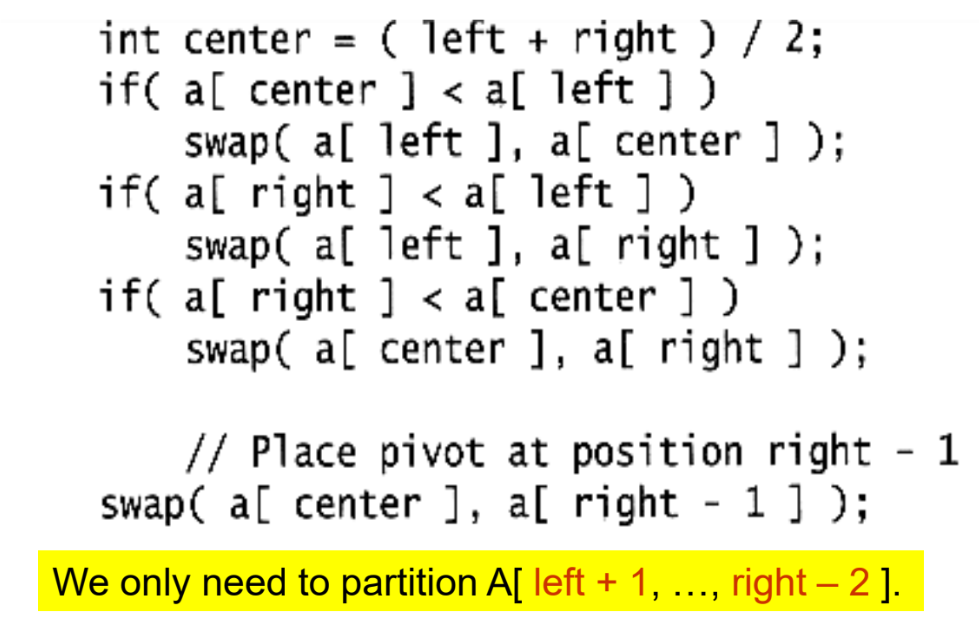 int center = ( left + right ) / 2;
if( a[ center ] < a[ left ] )
swap( a[ left ], a[ center ] );
if( a[ right ] < a[ left ] )
swap( a[ left ], a[ right ] );
if( a[ right ] < a[ center ] )
swap( a[ center ], a[ right ] );
// Place pivot at position right - 1
swap( a[ center ], a[ right - 1 ] );
We only need to partition A[ left + 1, …, right – 2 ].